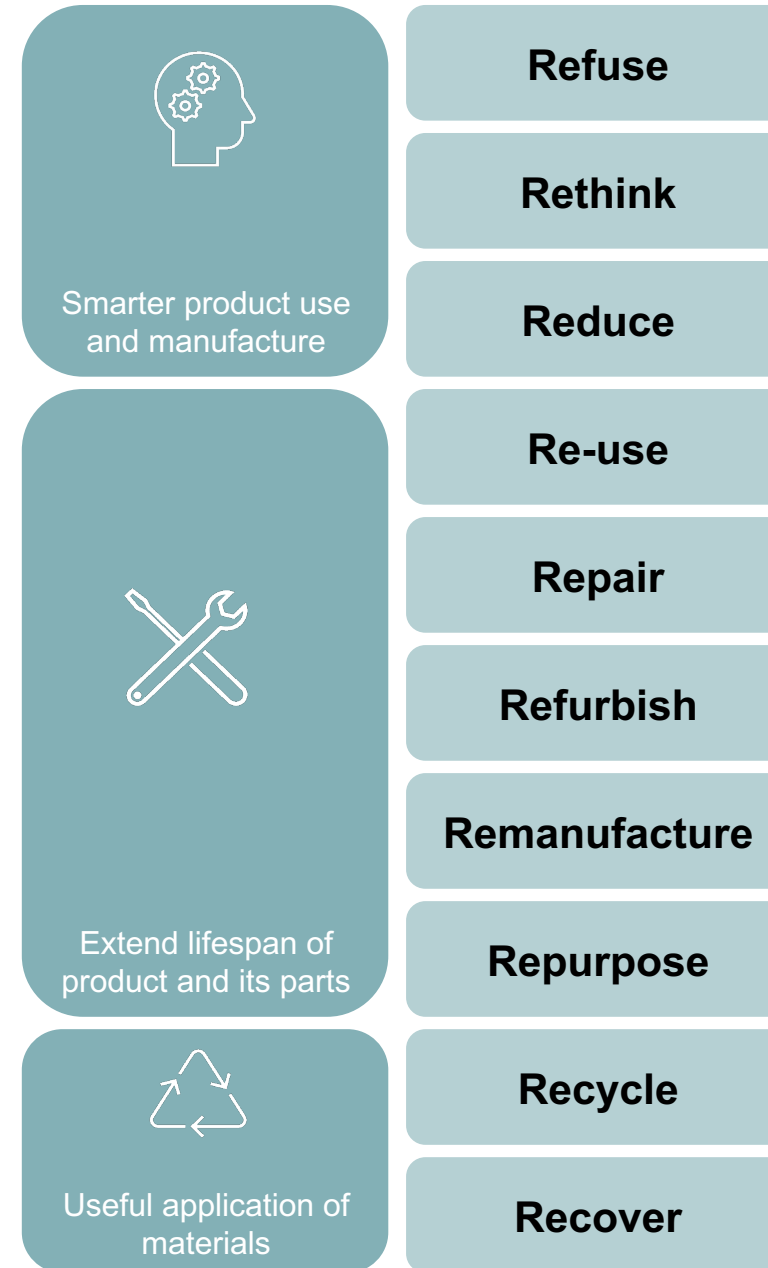 Smarter product use
and manufacture
Refuse
Rethink
Reduce
Extend lifespan of
product and its parts
Re-use
Repair
Refurbish
Remanufacture
Repurpose
Useful application of
materials
Recycle
Recover